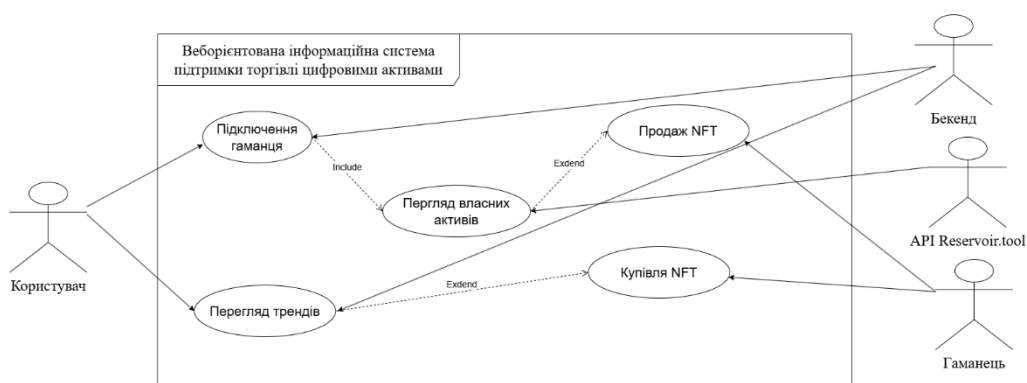 Веборієнтована інформаційна система
підтримки торгівлі цифровими активами
Підключення
гаманця
Продаж NFT
Бекенд
Include
Exdend
Пергляд власних
активів
API Reservoir.tool
Користувач
Купівля NFT
Exdend
Перегляд трендів
Гаманець